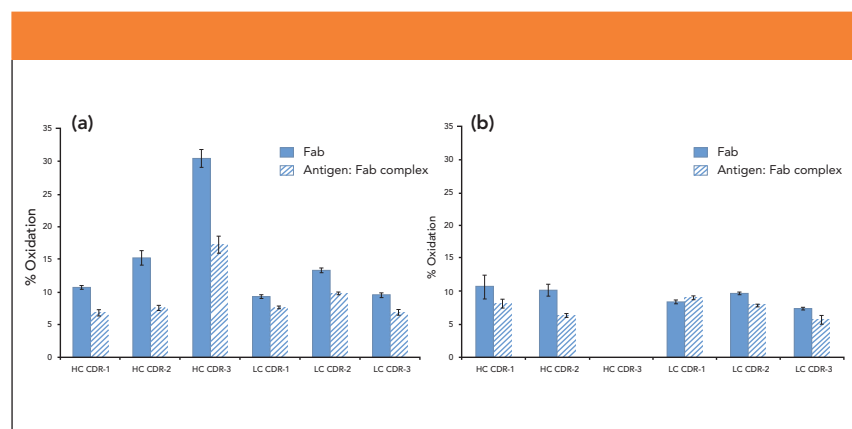 (a)
% Oxidation
35
30
25
20
15
10
5
0
Fab
Antigen: Fab complex
HC CDR-1 HC CDR-2 HC CDR-3 LC CDR-1 LC CDR-2 LC CDR-3
(b)
% Oxidation
35
30
25
20
15
10
5
0
Fab
Antigen: Fab complex
HC CDR-1 HC CDR-2 HC CDR-3 LC CDR-1 LC CDR-2 LC CDR-3